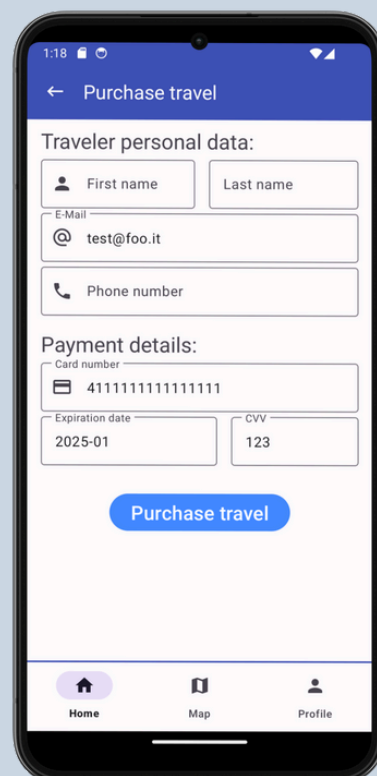 1:18
Purchase travel
Traveler personal data:
First name
Last name
E-Mail
test@foo.it
Phone number
Payment details:
Card number
4111111111111111
Expiration date
CVV
2025-01
123
Purchase travel
Home
Map
Profile